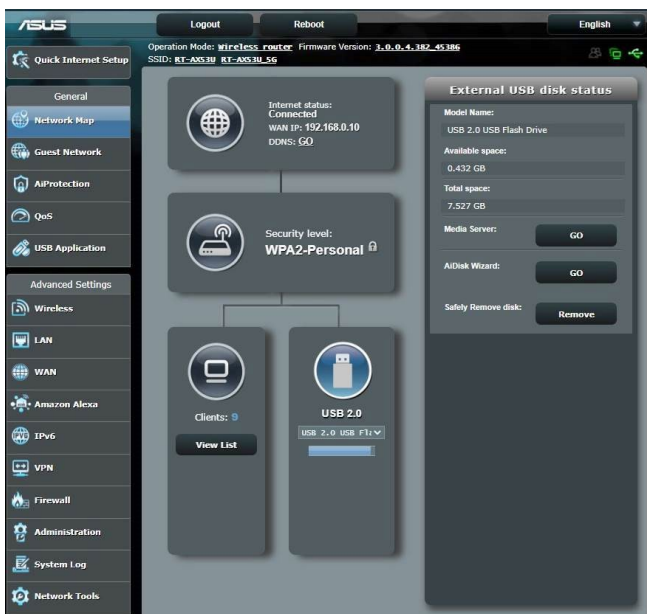 ASUS
Logout
Reboot
English
Operation Mode: Wireless router Firmware Version: 3.0.0.4.382_45386
SSID: RT-AX53U RT-AX53U_5G
Quick Internet Setup
General
Network Map
Guest Network
AiProtection
QoS
USB Application
Advanced Settings
Wireless
LAN
WAN
Amazon Alexa
IPv6
VPN
Firewall
Administration
System Log
Network Tools
Internet status:
Connected
WAN IP: 192.168.0.10
DDNS: GO
Security level:
WPA2-Personal
Clients: 9
View List
USB 2.0
USB 2.0 USB Fla
External USB disk status
Model Name:
USB 2.0 USB Flash Drive
Available space:
0.432 GB
Total space:
7.527 GB
Media Server:
GO
AiDisk Wizard:
GO
Safely Remove disk:
Remove